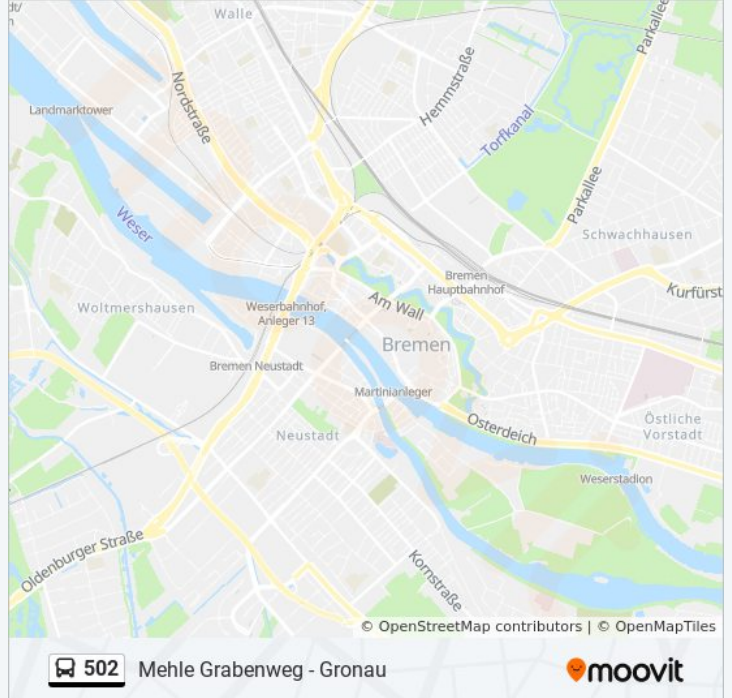 dt/
Walle
Parkallee
Hemmstraße
Nordstraße
Landmarktower
Torfkanal
Parkallee
Weser
Schwachhausen
Bremen
Hauptbahnhof
Kurfürst
Woltmershausen
Weserbahnhof,
Anleger 13
Am Wall
Bremen
Bremen Neustadt
Martinianleger
Neustadt
Osterdeich
Östliche
Vorstadt
Weserstadion
Oldenburger Straße
Kornstraße
© OpenStreetMap contributors | © OpenMapTiles
502 Mehle Grabenweg - Gronau
moovit